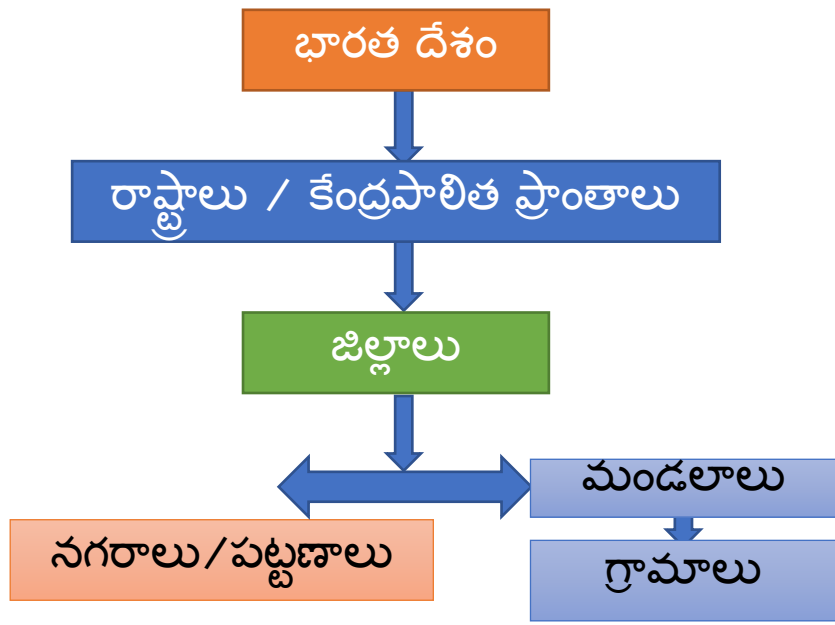 భారత దేశం
రాష్ట్రాలు / కేంద్రపాలిత ప్రాంతాలు
జిల్లాలు
మండలాలు
నగరాలు/పట్టణాలు
గ్రామాలు